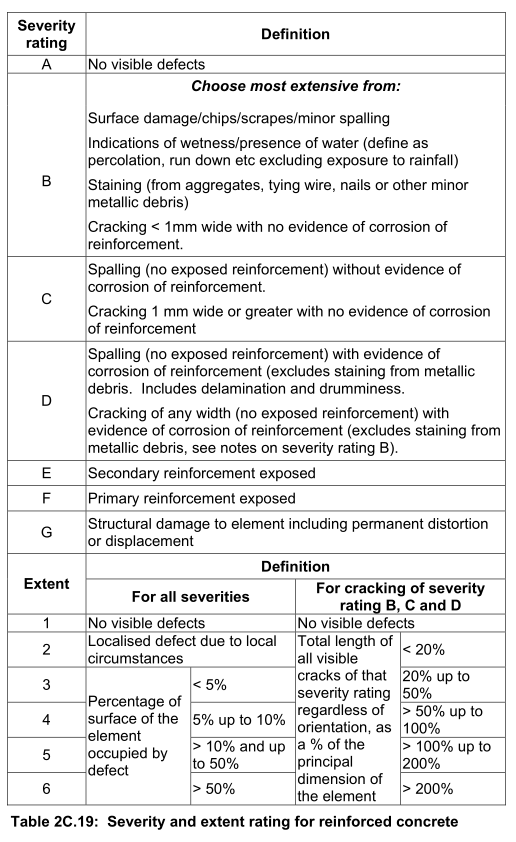 Severity
rating
Definition
A
No visible defects
B
Choose most extensive from:
Surface damage/chips/scrapes/minor spalling
Indications of wetness/presence of water (define as
percolation, run down etc excluding exposure to rainfall)
Staining (from aggregates, tying wire, nails or other minor
metallic debris)
Cracking < 1mm wide with no evidence of corrosion of
reinforcement.
C
Spalling (no exposed reinforcement) without evidence of
corrosion of reinforcement.
Cracking 1 mm wide or greater with no evidence of corrosion
of reinforcement
D
Spalling (no exposed reinforcement) with evidence of
corrosion of reinforcement (excludes staining from metallic
debris.  Includes delamination and drumminess.
Cracking of any width (no exposed reinforcement) with
evidence of corrosion of reinforcement (excludes staining from
metallic debris, see notes on severity rating B).
E
Secondary reinforcement exposed
F
Primary reinforcement exposed
G
Structural damage to element including permanent distortion
or displacement
Extent
Definition
For all severities
For cracking of severity
rating B, C and D
1
No visible defects
No visible defects
2
Localised defect due to local
circumstances
Total length of
all visible
cracks of that
severity rating
regardless of
orientation, as
a % of the
principal
dimension of
the element
< 20%
3
Percentage of
surface of the
element
occupied by
defect
< 5%
20% up to
50%
4
5% up to 10%
> 50% up to
100%
5
> 10% and up
to 50%
> 100% up to
200%
6
> 50%
> 200%
Table 2C.19:  Severity and extent rating for reinforced concrete